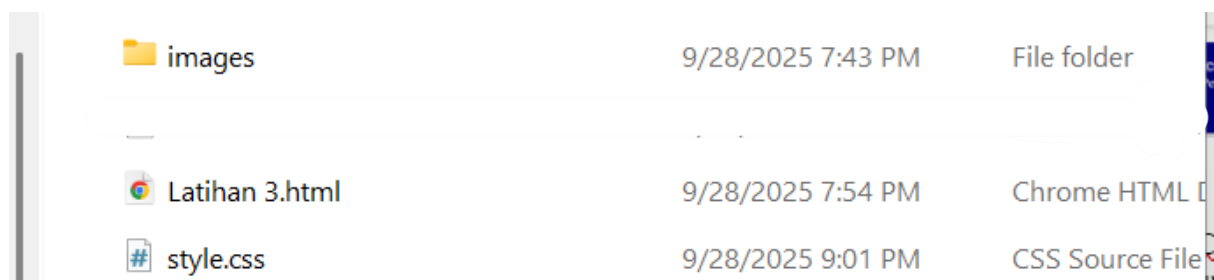 images 9/28/2025 7:43 PM File folder
Latihan 3.html 9/28/2025 7:54 PM Chrome HTML
style.css 9/28/2025 9:01 PM CSS Source File